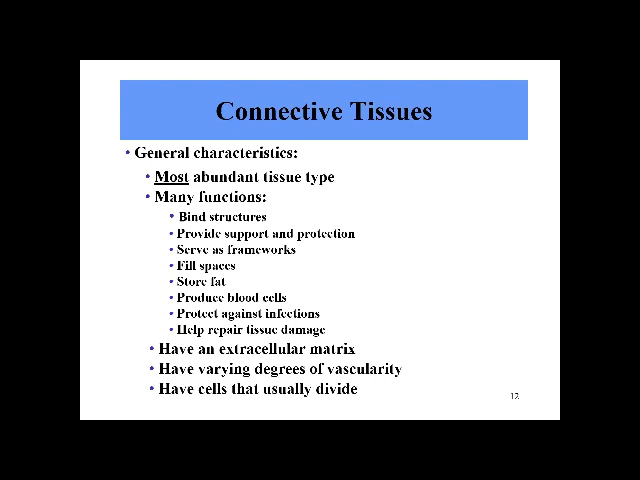 Connective Tissues
• General characteristics:
• Most abundant tissue type
• Many functions:
• Bind structures
• Provide support and protection
• Serve as frameworks
• Fill spaces
• Store fat
• Produce blood cells
• Protect against infections
• Help repair tissue damage
• Have an extracellular matrix
• Have varying degrees of vascularity
• Have cells that usually divide
12